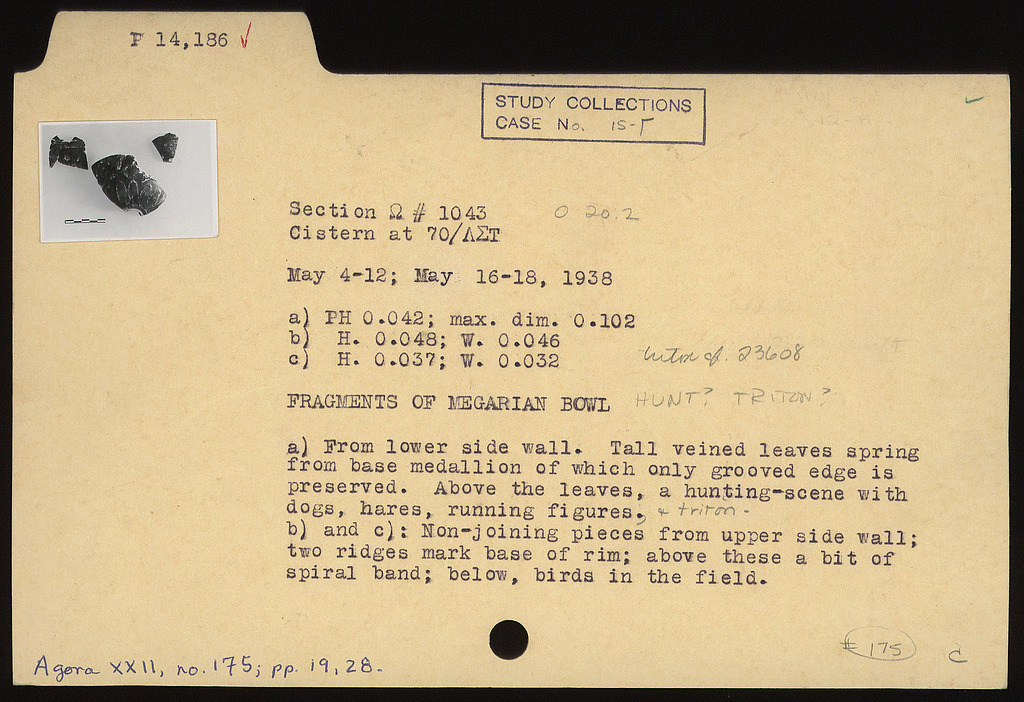 P 14,186 ✓
STUDY COLLECTIONS
CASE No. 15-Γ
Section Ω # 1043 O 20.2
Cistern at 70/ΛΣΤ
May 4-12; May 16-18, 1938
a) PH 0.042; max. dim. 0.102
b) H. 0.048; W. 0.046
c) H. 0.037; W. 0.032
triton cf. 23608
FRAGMENTS OF MEGARIAN BOWL HUNT? TRITON?
a) From lower side wall. Tall veined leaves spring
from base medallion of which only grooved edge is
preserved. Above the leaves, a hunting-scene with
dogs, hares, running figures, + triton -
b) and c): Non-joining pieces from upper side wall;
two ridges mark base of rim; above these a bit of
spiral band; below, birds in the field.
# 175 C
Agora XXII, no. 175; pp. 19, 28-